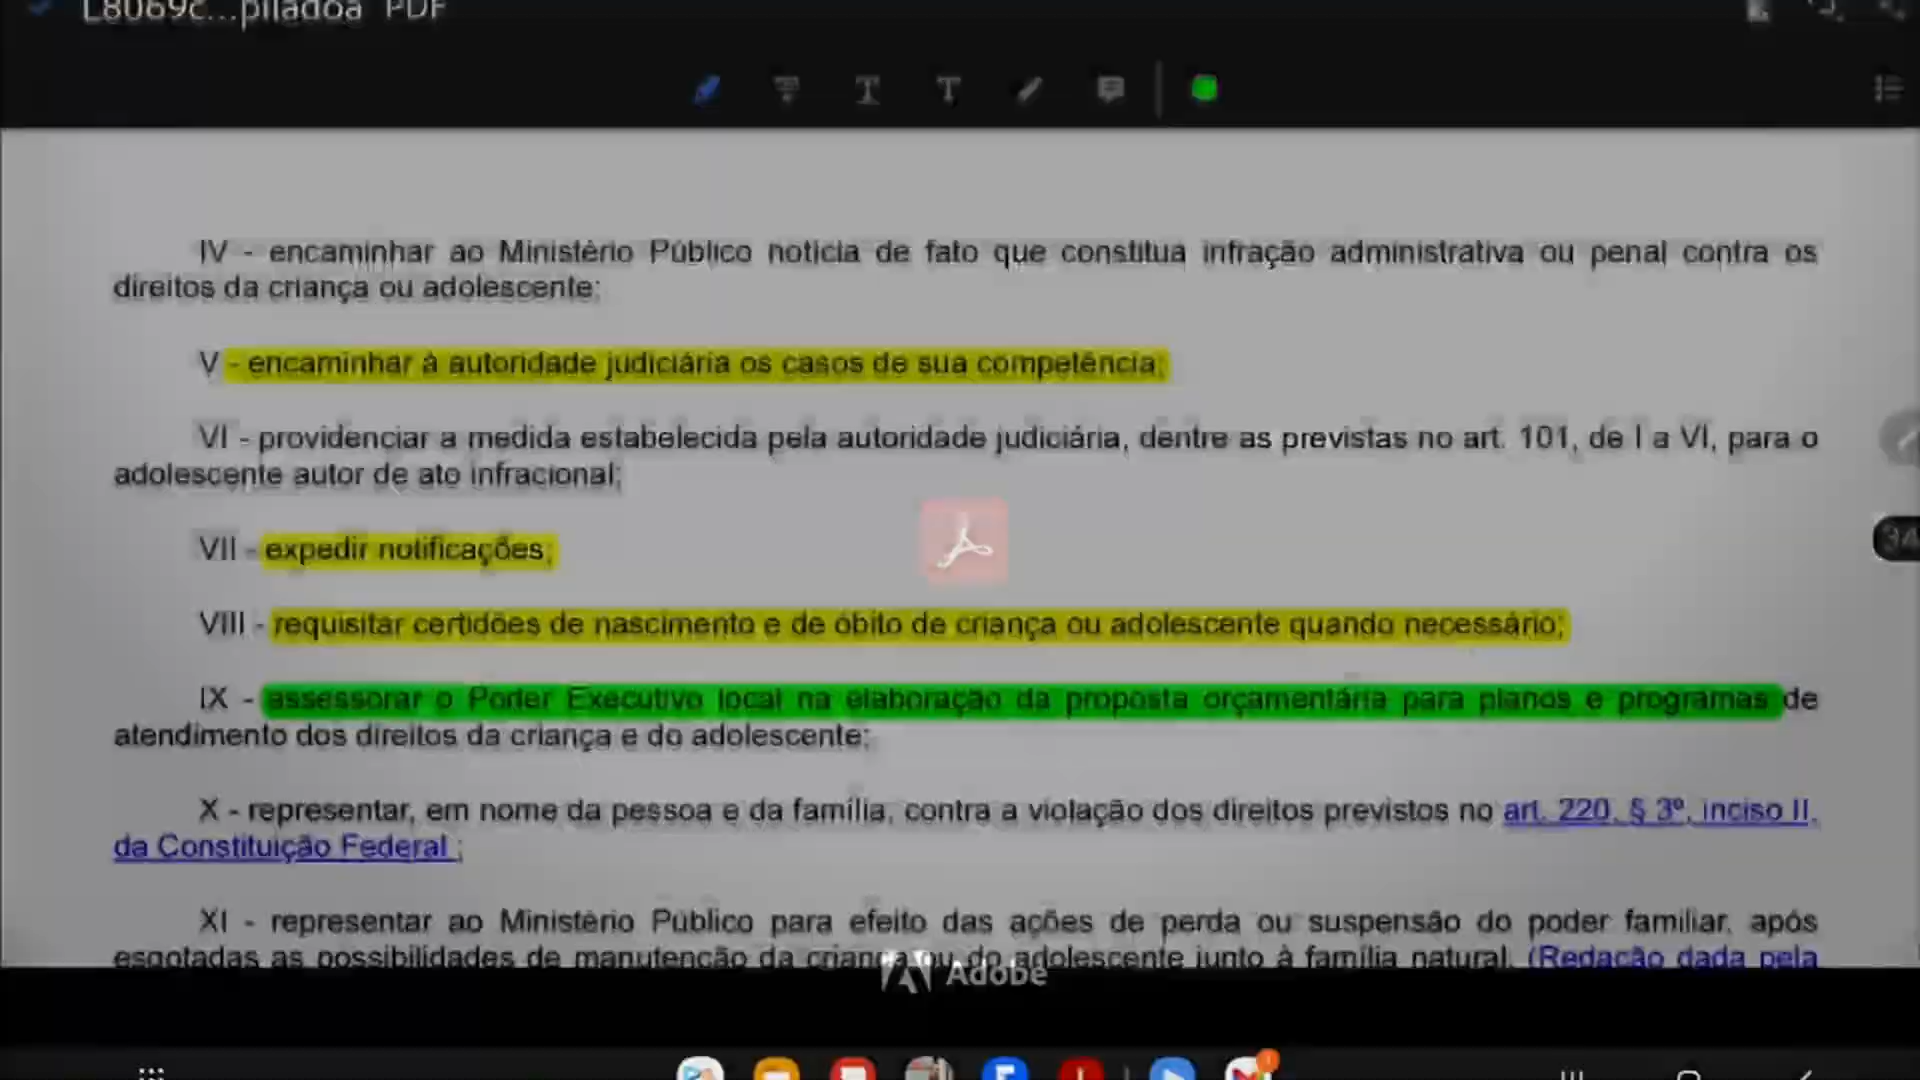 L8069c...piladoa PDF
IV - encaminhar ao Ministério Público notícia de fato que constitua infração administrativa ou penal contra os
direitos da criança ou adolescente;
V - encaminhar à autoridade judiciária os casos de sua competência;
VI - providenciar a medida estabelecida pela autoridade judiciária, dentre as previstas no art. 101, de I a VI, para o
adolescente autor de ato infracional;
VII - expedir notificações;
34
VIII - requisitar certidões de nascimento e de óbito de criança ou adolescente quando necessário;
IX - assessorar o Poder Executivo local na elaboração da proposta orçamentária para planos e programas de
atendimento dos direitos da criança e do adolescente;
X - representar, em nome da pessoa e da família, contra a violação dos direitos previstos no art. 220, § 3º, inciso II,
da Constituição Federal ;
XI - representar ao Ministério Público para efeito das ações de perda ou suspensão do poder familiar, após
esgotadas as possibilidades de manutenção da criança ou do adolescente junto à família natural. (Redação dada pela
Adobe